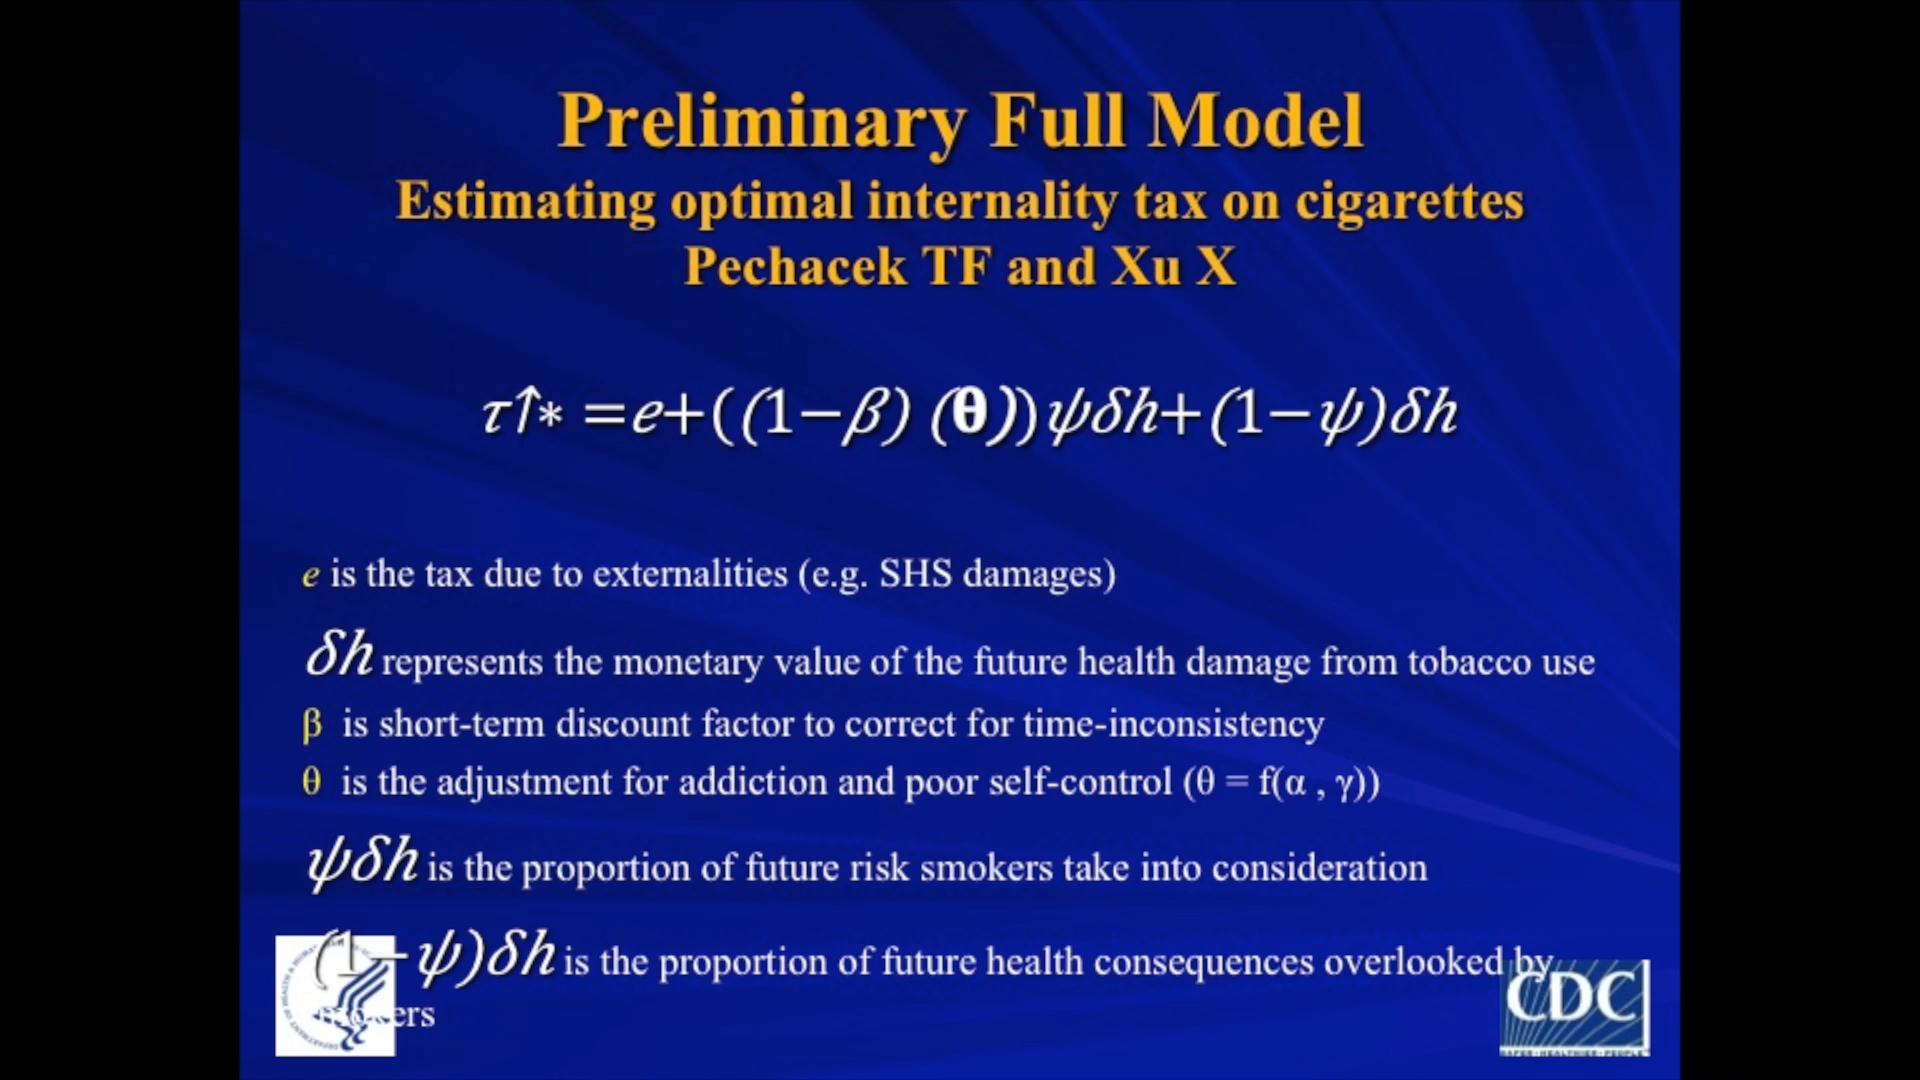 Preliminary Full Model
Estimating optimal internality tax on cigarettes
Pechacek TF and Xu X
τ↑* =e+((1−β) (θ))ψδh+(1−ψ)δh
e is the tax due to externalities (e.g. SHS damages)
δh represents the monetary value of the future health damage from tobacco use
β is short-term discount factor to correct for time-inconsistency
θ is the adjustment for addiction and poor self-control (θ = f(α , γ))
ψδh is the proportion of future risk smokers take into consideration
(1−ψ)δh is the proportion of future health consequences overlooked by
smokers
CDC